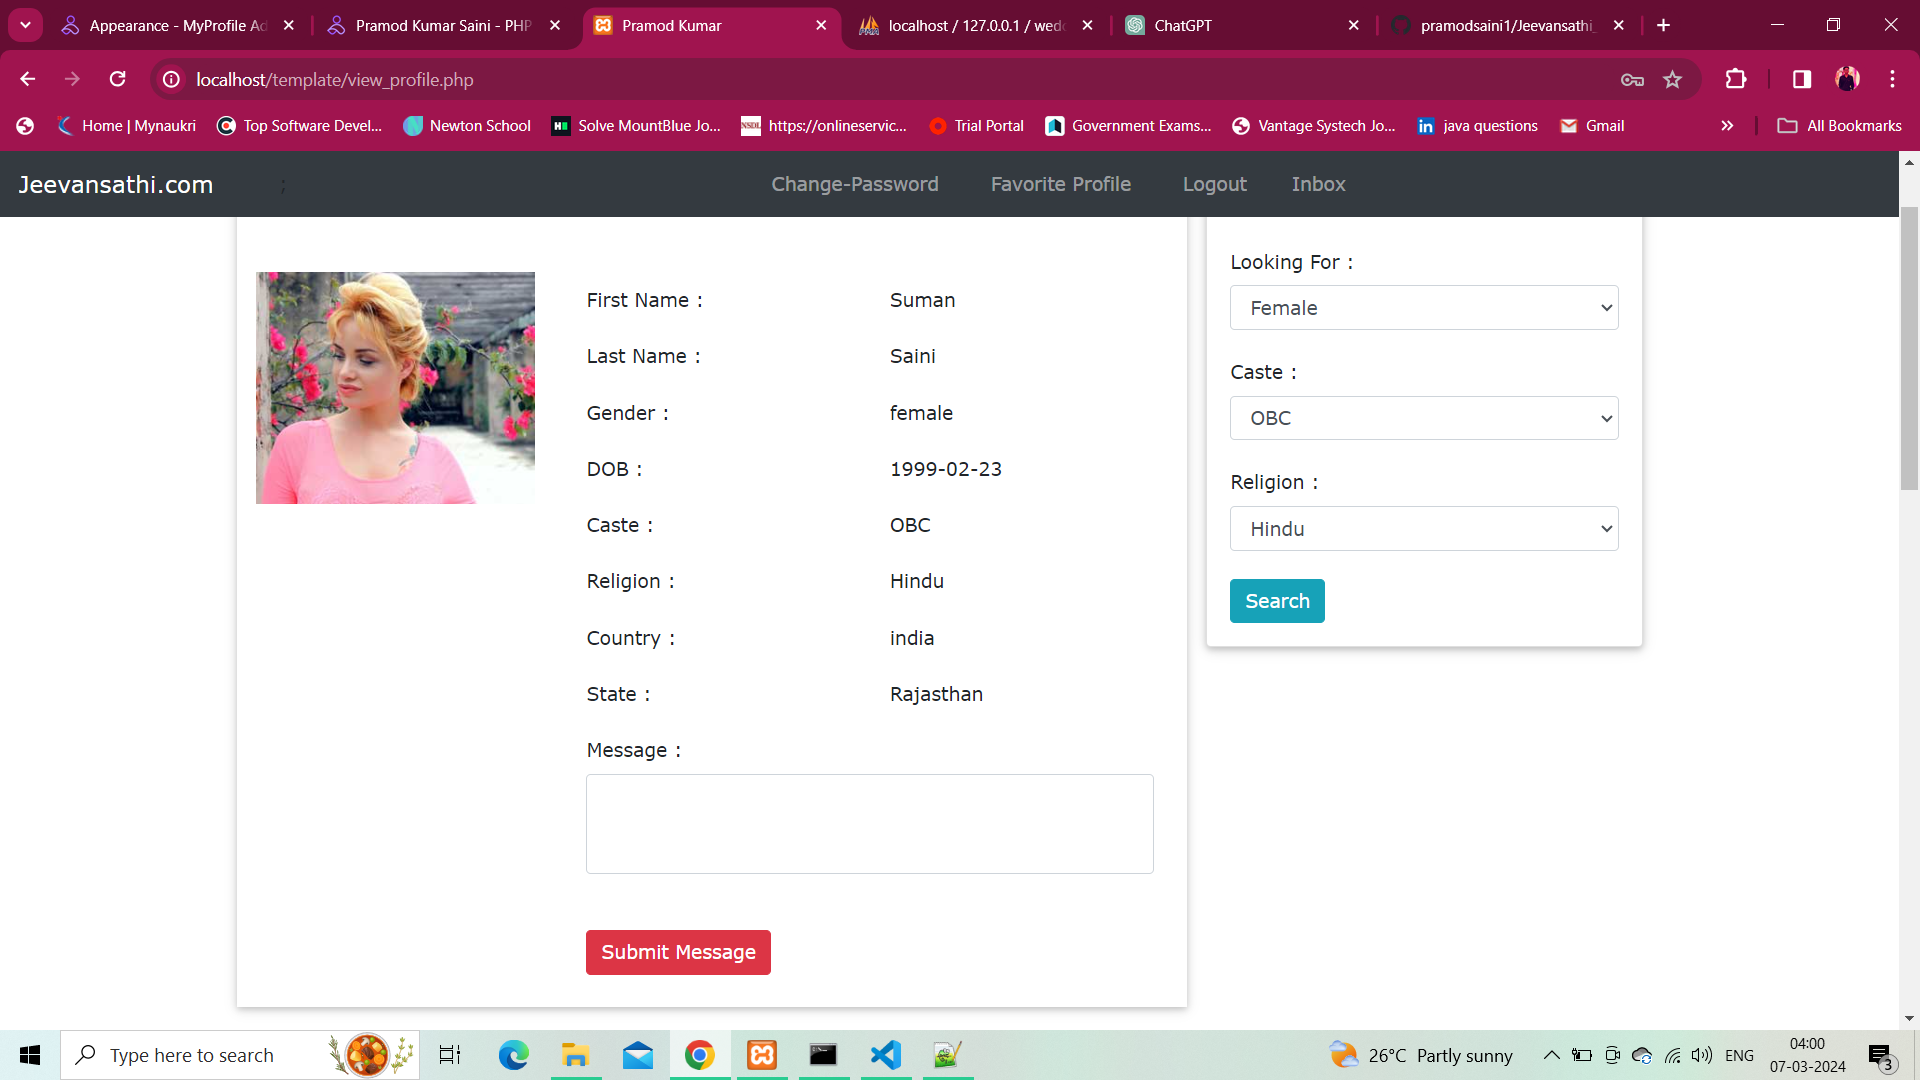 Appearance - MyProfile Ad
Pramod Kumar Saini - PHP
Pramod Kumar
localhost / 127.0.0.1 / wedd
ChatGPT
pramodsaini1/Jeevansathi_
localhost/template/view_profile.php
Home | Mynaukri
Top Software Devel...
Newton School
Solve MountBlue Jo...
NSDL https://onlineservic...
Trial Portal
Government Exams...
Vantage Systech Jo...
java questions
Gmail
All Bookmarks
Jeevansathi.com
;
Change-Password
Favorite Profile
Logout
Inbox
First Name : Suman
Last Name : Saini
Gender : female
DOB : 1999-02-23
Caste : OBC
Religion : Hindu
Country : india
State : Rajasthan
Message :
Submit Message
Looking For :
Female
Caste :
OBC
Religion :
Hindu
Search
Type here to search
26°C Partly sunny
ENG
04:00
07-03-2024
3